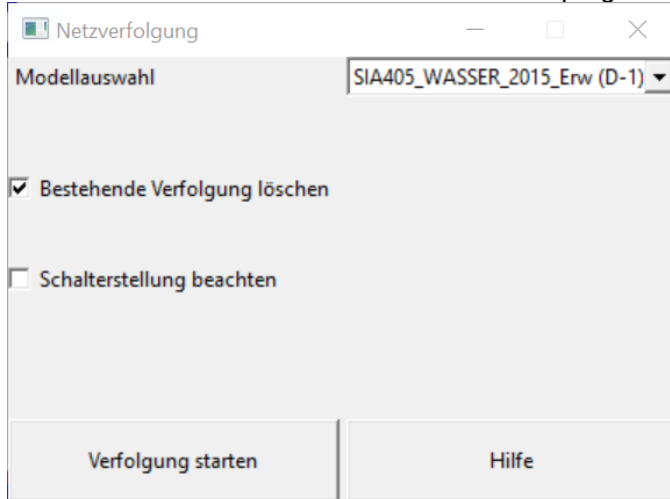 Netzverfolgung
Modellauswahl SIA405_WASSER_2015_Erw (D-1)
Bestehende Verfolgung löschen
Schalterstellung beachten
Verfolgung starten Hilfe